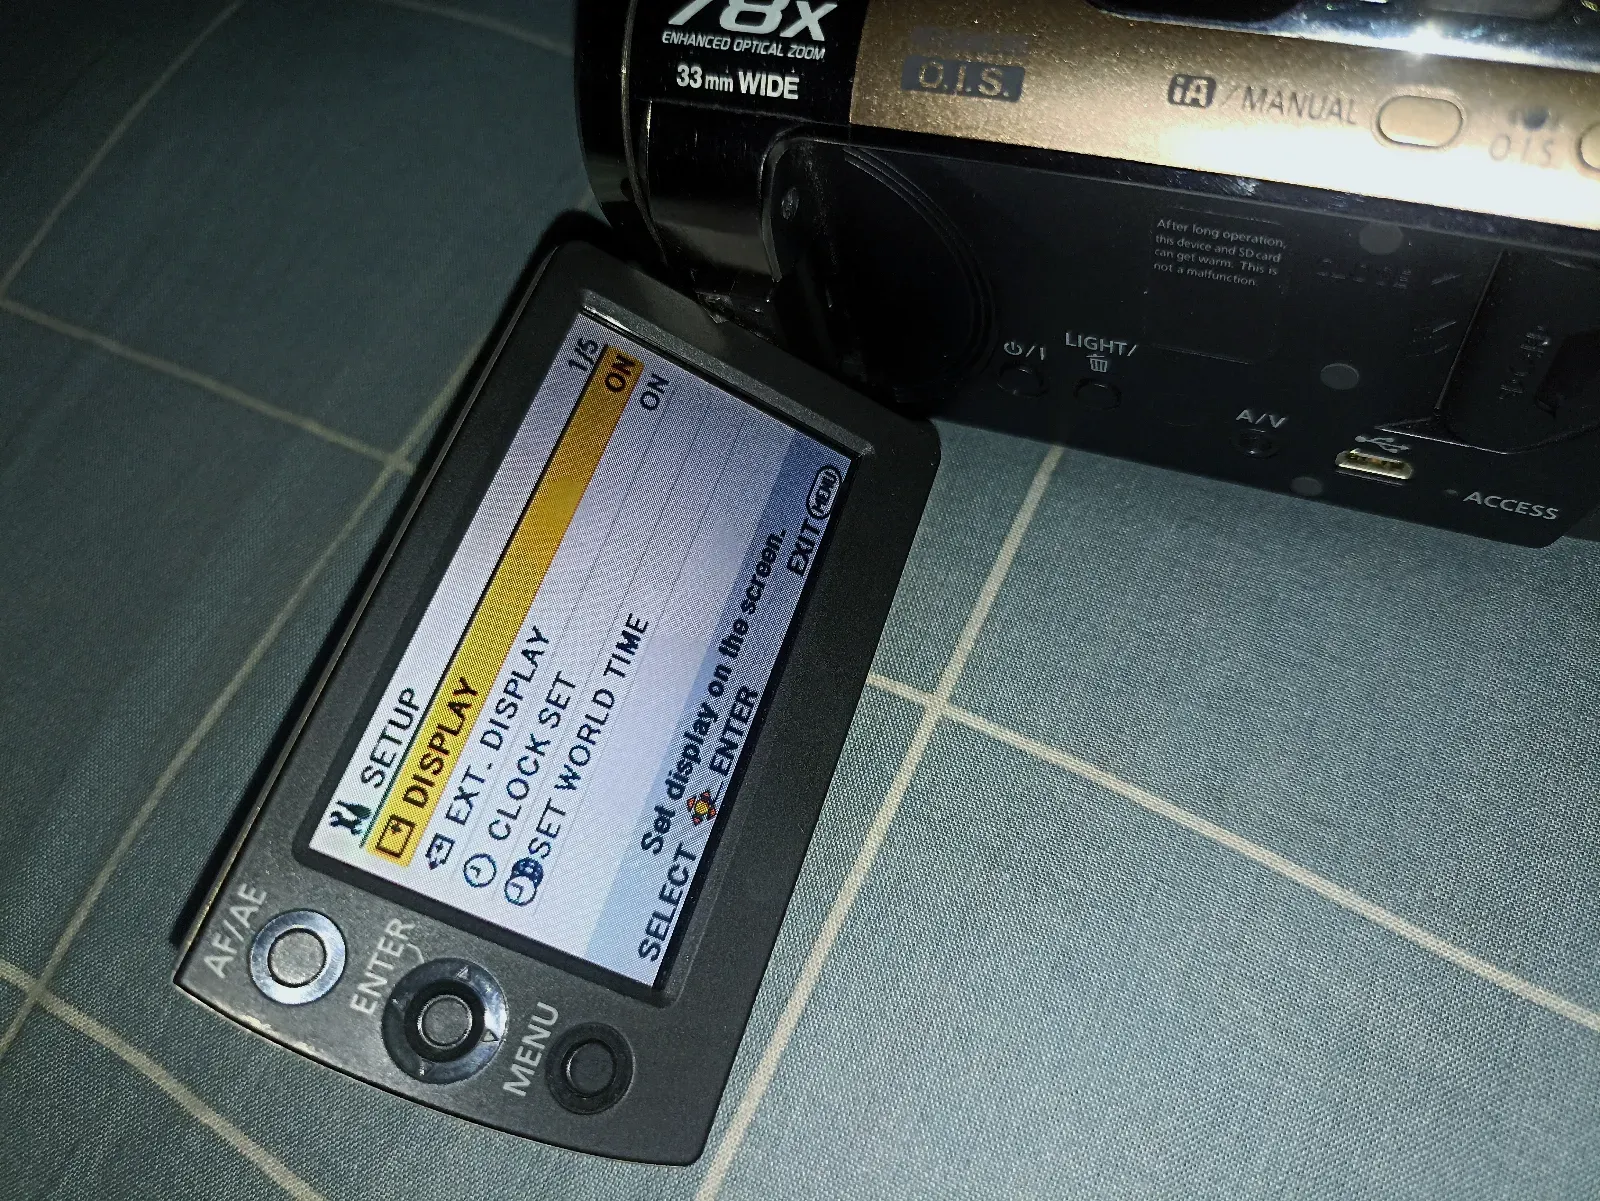 78x
ENHANCED OPTICAL ZOOM
33mm WIDE
O.I.S.
iA/MANUAL
O.I.S.
After long operation,
this device and SD card
can get warm. This is
not a malfunction.
⏻/I
LIGHT/
A/V
ACCESS
SETUP 1/5
DISPLAY ON
EXT. DISPLAY ON
CLOCK SET
SET WORLD TIME
Set display on the screen.
SELECT ENTER EXIT MENU
AF/AE
ENTER
MENU